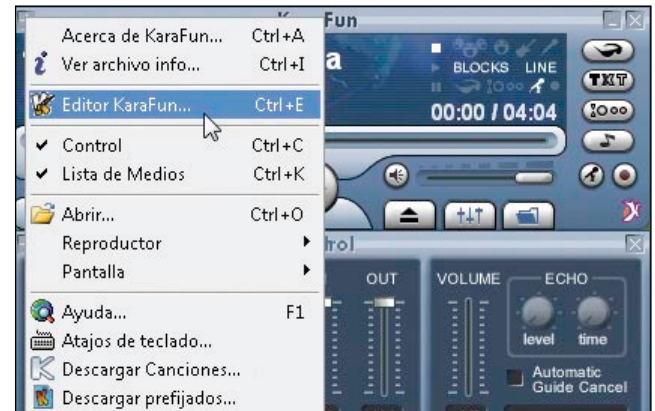 KaraFun
Acerca de KaraFun... Ctrl+A
Ver archivo info... Ctrl+I
Editor KaraFun... Ctrl+E
Control Ctrl+C
Lista de Medios Ctrl+K
Abrir... Ctrl+O
Reproductor
Pantalla
Ayuda... F1
Atajos de teclado...
Descargar Canciones...
Descargar prefijados...
BLOCKS LINE
00:00 / 04:04
TXT
OUT
VOLUME
ECHO
level time
Automatic
Guide Cancel